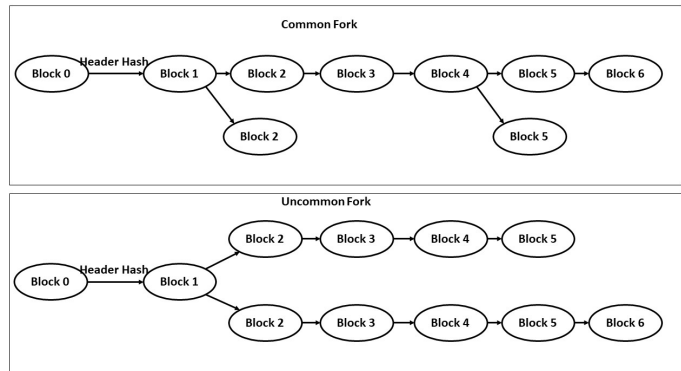 Common Fork
Header Hash
Block 0 Block 1 Block 2 Block 3 Block 4 Block 5 Block 6
Block 2 Block 5
Uncommon Fork
Block 2 Block 3 Block 4 Block 5
Header Hash
Block 0 Block 1
Block 2 Block 3 Block 4 Block 5 Block 6